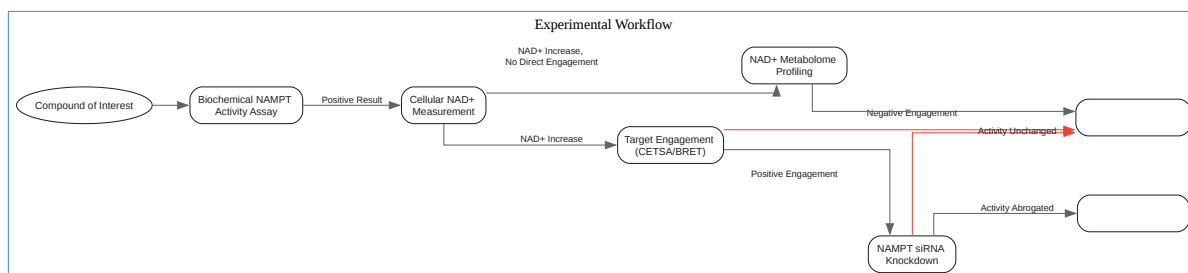 Experimental Workflow
NAD+ Increase,
No Direct Engagement
NAD+ Metabolome
Profiling
Compound of Interest
Biochemical NAMPT
Activity Assay
Positive Result
Cellular NAD+
Measurement
Negative Engagement
NAD+ Increase
Target Engagement
(CETSA/BRET)
Activity Unchanged
Positive Engagement
Activity Abrogated
NAMPT siRNA
Knockdown